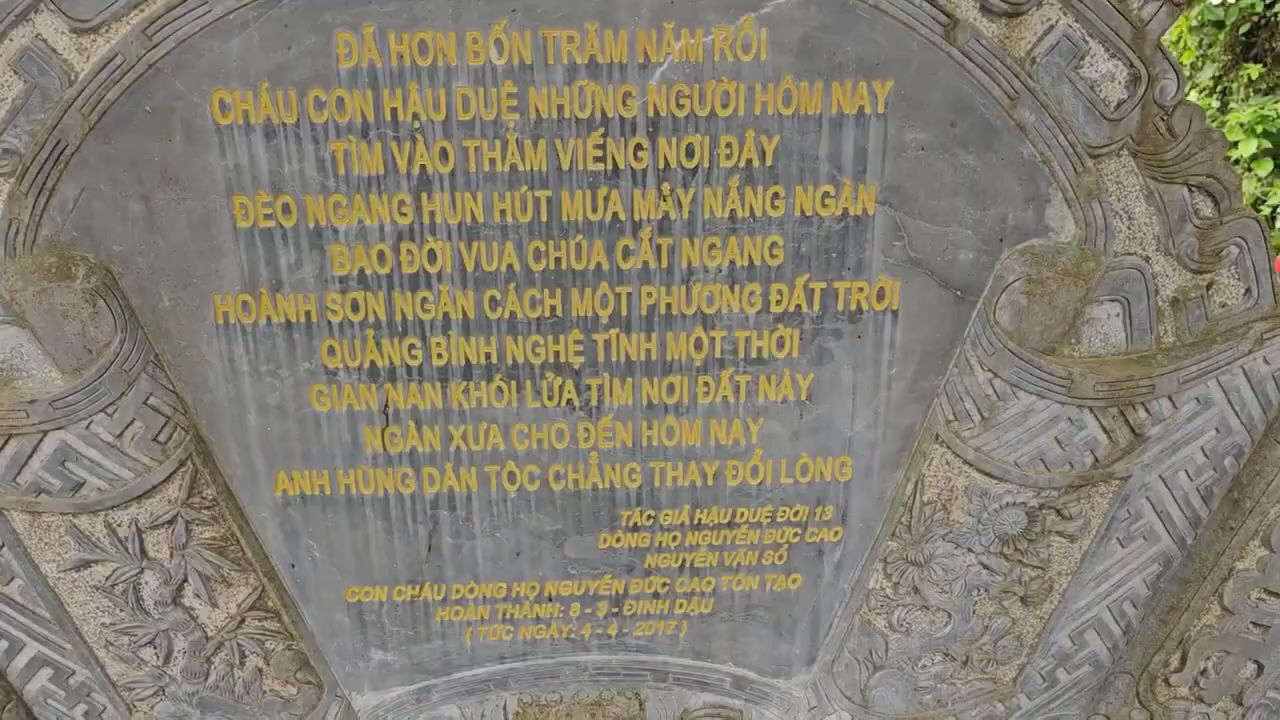 ĐÃ HƠN BỐN TRĂM NĂM RỒI
CHÁU CON HẬU DUỆ NHỮNG NGƯỜI HÔM NAY
TÌM VÀO THĂM VIẾNG NƠI ĐÂY
ĐÈO NGANG HUN HÚT MƯA MÂY NẮNG NGÀN
BAO ĐỜI VUA CHÚA CẮT NGANG
HOÀNH SƠN NGĂN CÁCH MỘT PHƯƠNG ĐẤT TRỜI
QUẢNG BÌNH NGHỆ TĨNH MỘT THỜI
GIAN NAN KHÓI LỬA TÌM NƠI ĐẤT NÀY
NGÀN XƯA CHO ĐẾN HÔM NAY
ANH HÙNG DÂN TỘC CHẲNG THAY ĐỔI LÒNG
TÁC GIẢ HẬU DUỆ ĐỜI 13
DÒNG HỌ NGUYỄN ĐỨC CAO
NGUYỄN VĂN SỔ
CON CHÁU DÒNG HỌ NGUYỄN ĐỨC CAO TÔN TẠO
HOÀN THÀNH: 8 - 3 - ĐINH DẬU
( TỨC NGÀY: 4 - 4 - 2017 )